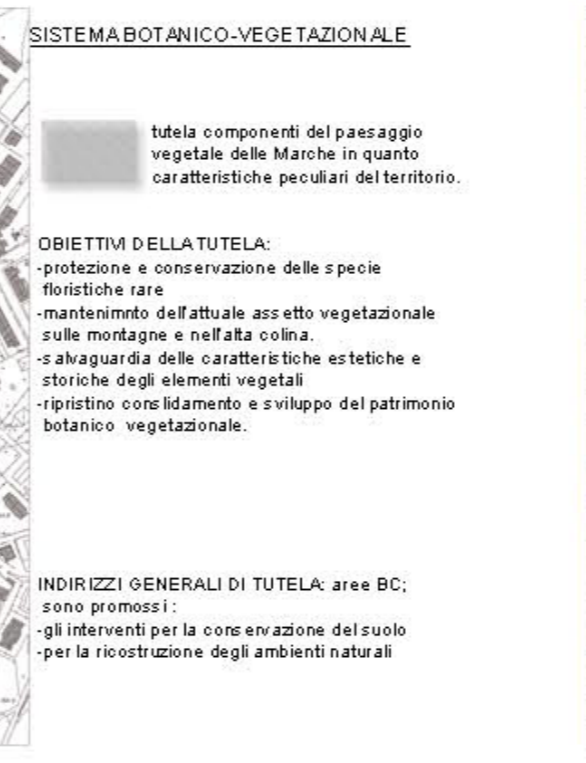 SISTEMA BOTANICO-VEGETAZIONALE
tutela componenti del paesaggio
vegetale delle Marche in quanto
caratteristiche peculiari del territorio.
OBIETTIVI DELLA TUTELA:
-protezione e conservazione delle specie
floristiche rare
-mantenimnto dell'attuale assetto vegetazionale
sulle montagne e nell'alta colina.
-salvaguardia delle caratteristiche estetiche e
storiche degli elementi vegetali
-ripristino conslidamento e sviluppo del patrimonio
botanico vegetazionale.
INDIRIZZI GENERALI DI TUTELA: aree BC;
sono promossi:
-gli interventi per la conservazione del suolo
-per la ricostruzione degli ambienti naturali